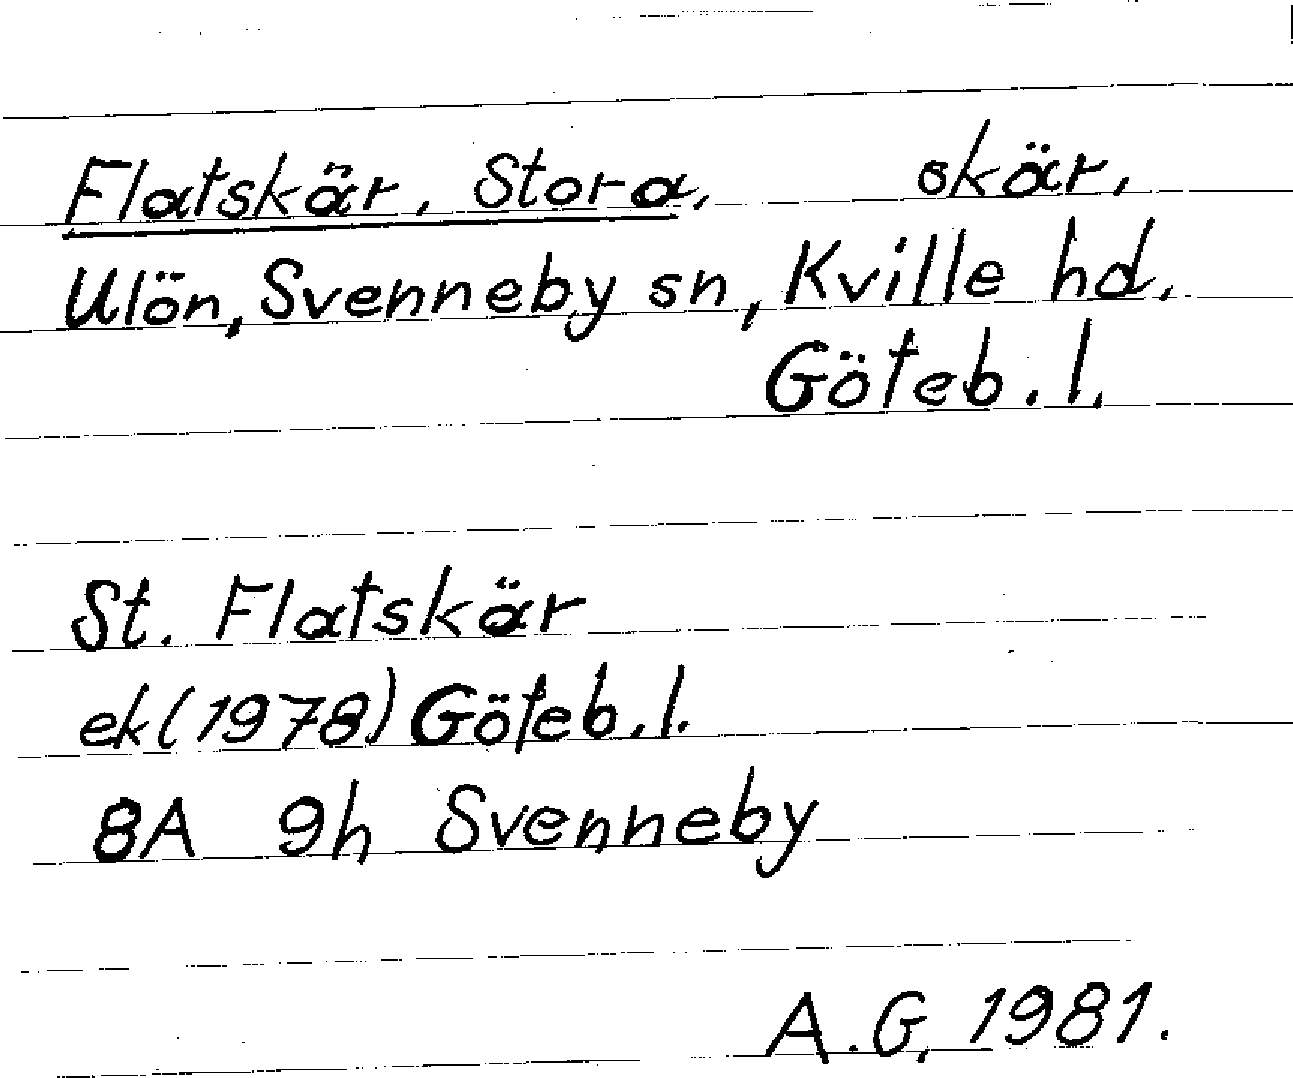 Flatskär, Stora, skär,
Ulön, Svenneby sn, Kville hd,
Göteb. l.
St. Flatskär
ek (1978) Göteb. l.
8A 9h Svenneby
A. G, 1981.